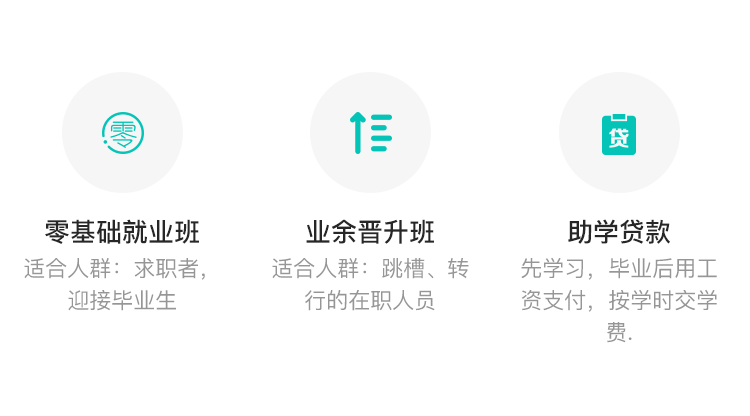 零
贷
零基础就业班
适合人群：求职者，
迎接毕业生
业余晋升班
适合人群：跳槽、转
行的在职人员
助学贷款
先学习，毕业后用工
资支付，按学时交学
费.